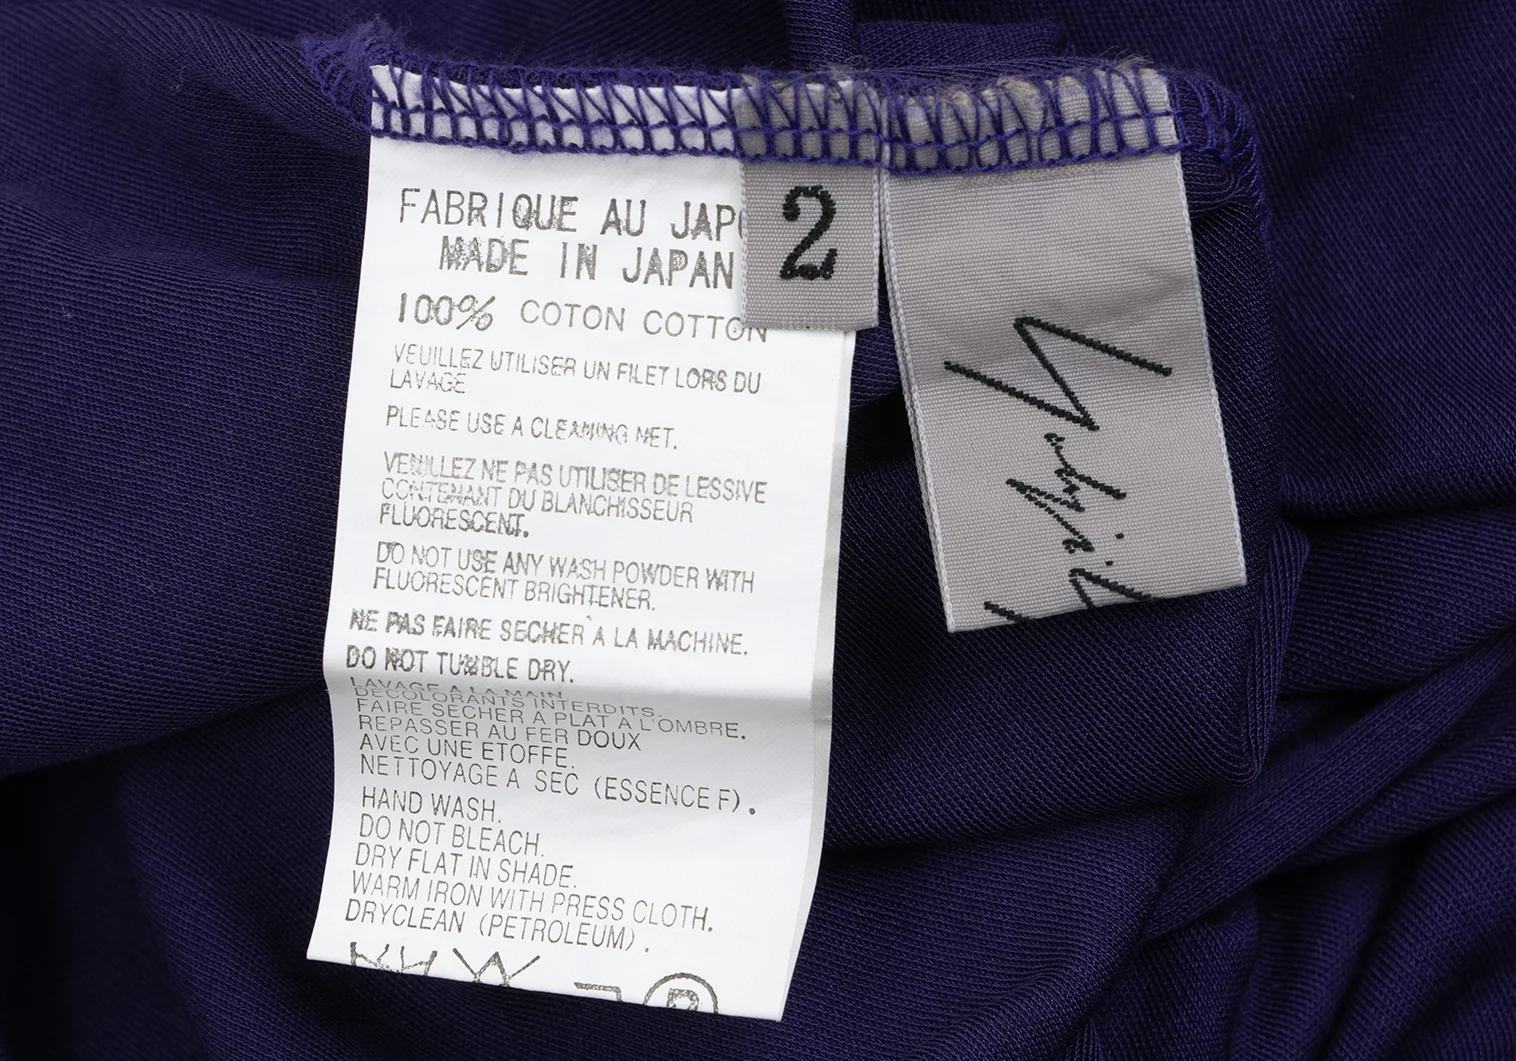 FABRIQUE AU
MADE IN JAPAN
100% COTON COTTON
VEUILLEZ UTILISER UN FILET LORS DU
LAVAGE
PLEASE USE A CLEANING NET.
VEUILLEZ NE PAS UTILISER DE LESSIVE
CONTENANT DU BLANCHISSEUR
FLUORESCENT.
DO NOT USE ANY WASH POWDER WITH
FLUORESCENT BRIGHTENER.
NE PAS FAIRE SECHER À LA MACHINE.
DO NOT TUMBLE DRY.
LAVAGE A LA MAIN
DECOLORANTS INTERDITS.
FAIRE SECHER A PLAT A L'OMBRE.
REPASSER AU FER DOUX
AVEC UNE ETOFFE.
NETTOYAGE A SEC (ESSENCE F).
HAND WASH.
DO NOT BLEACH.
DRY FLAT IN SHADE.
WARM IRON WITH PRESS CLOTH.
DRYCLEAN (PETROLEUM).
2